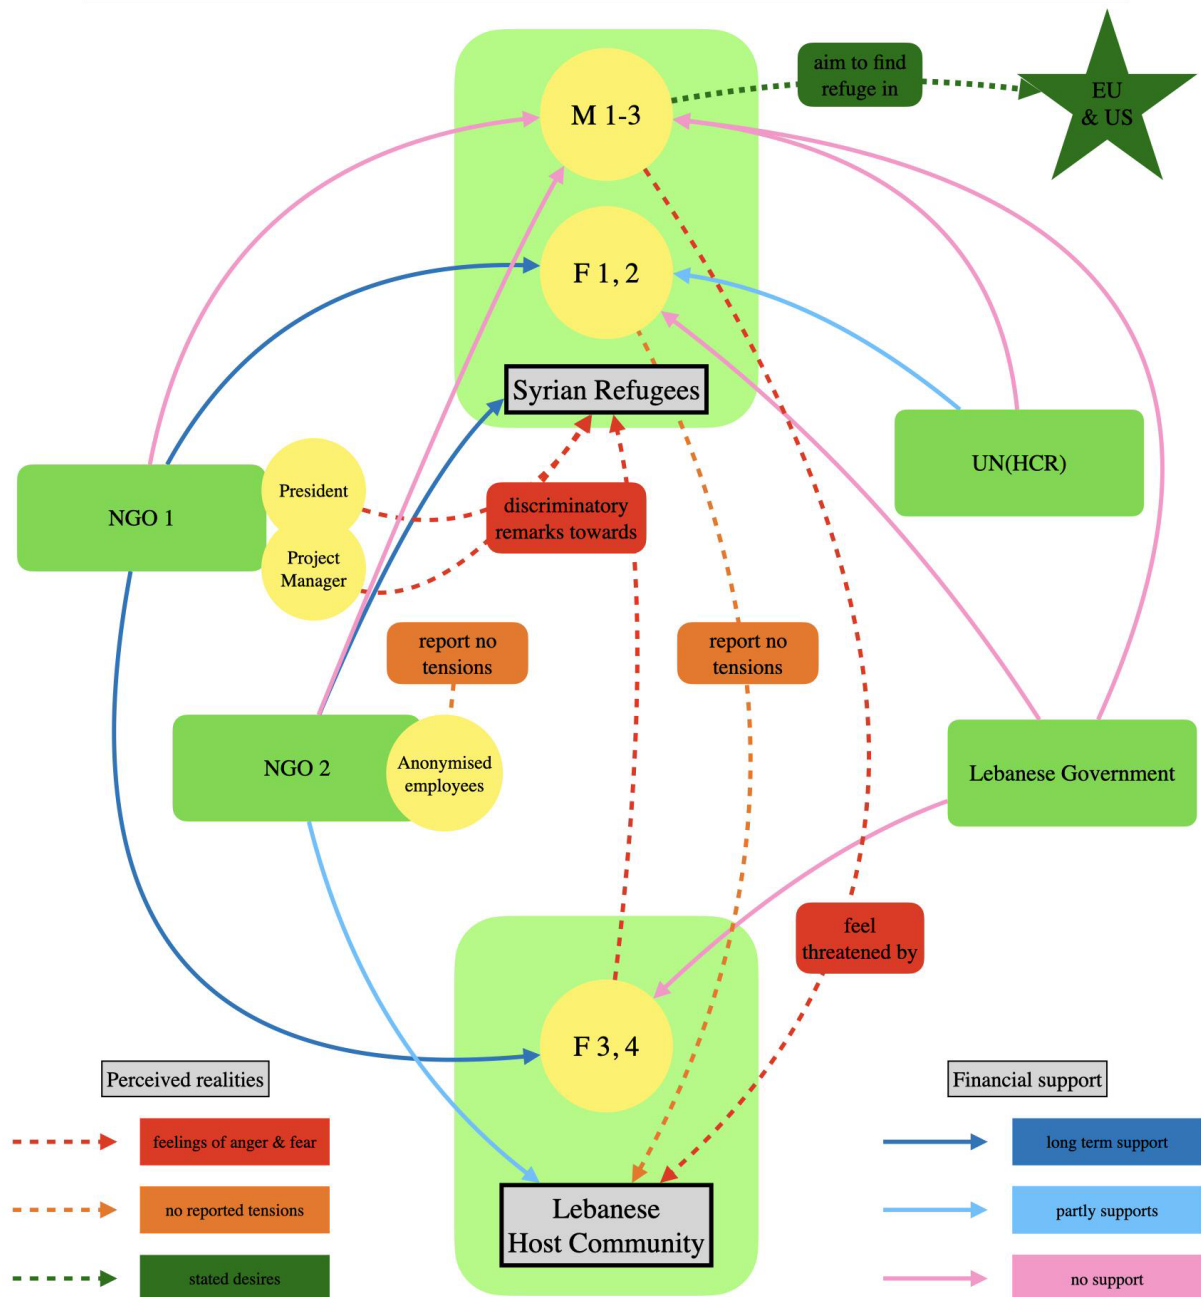 M 1-3
aim to find
refuge in
EU
& US
F 1, 2
Syrian Refugees
UN(HCR)
NGO 1
President
Project
Manager
discriminatory
remarks towards
report no
tensions
report no
tensions
NGO 2
Anonymised
employees
Lebanese Government
feel
threatened by
F 3, 4
Lebanese
Host Community
Perceived realities
feelings of anger & fear
no reported tensions
stated desires
Financial support
long term support
partly supports
no support